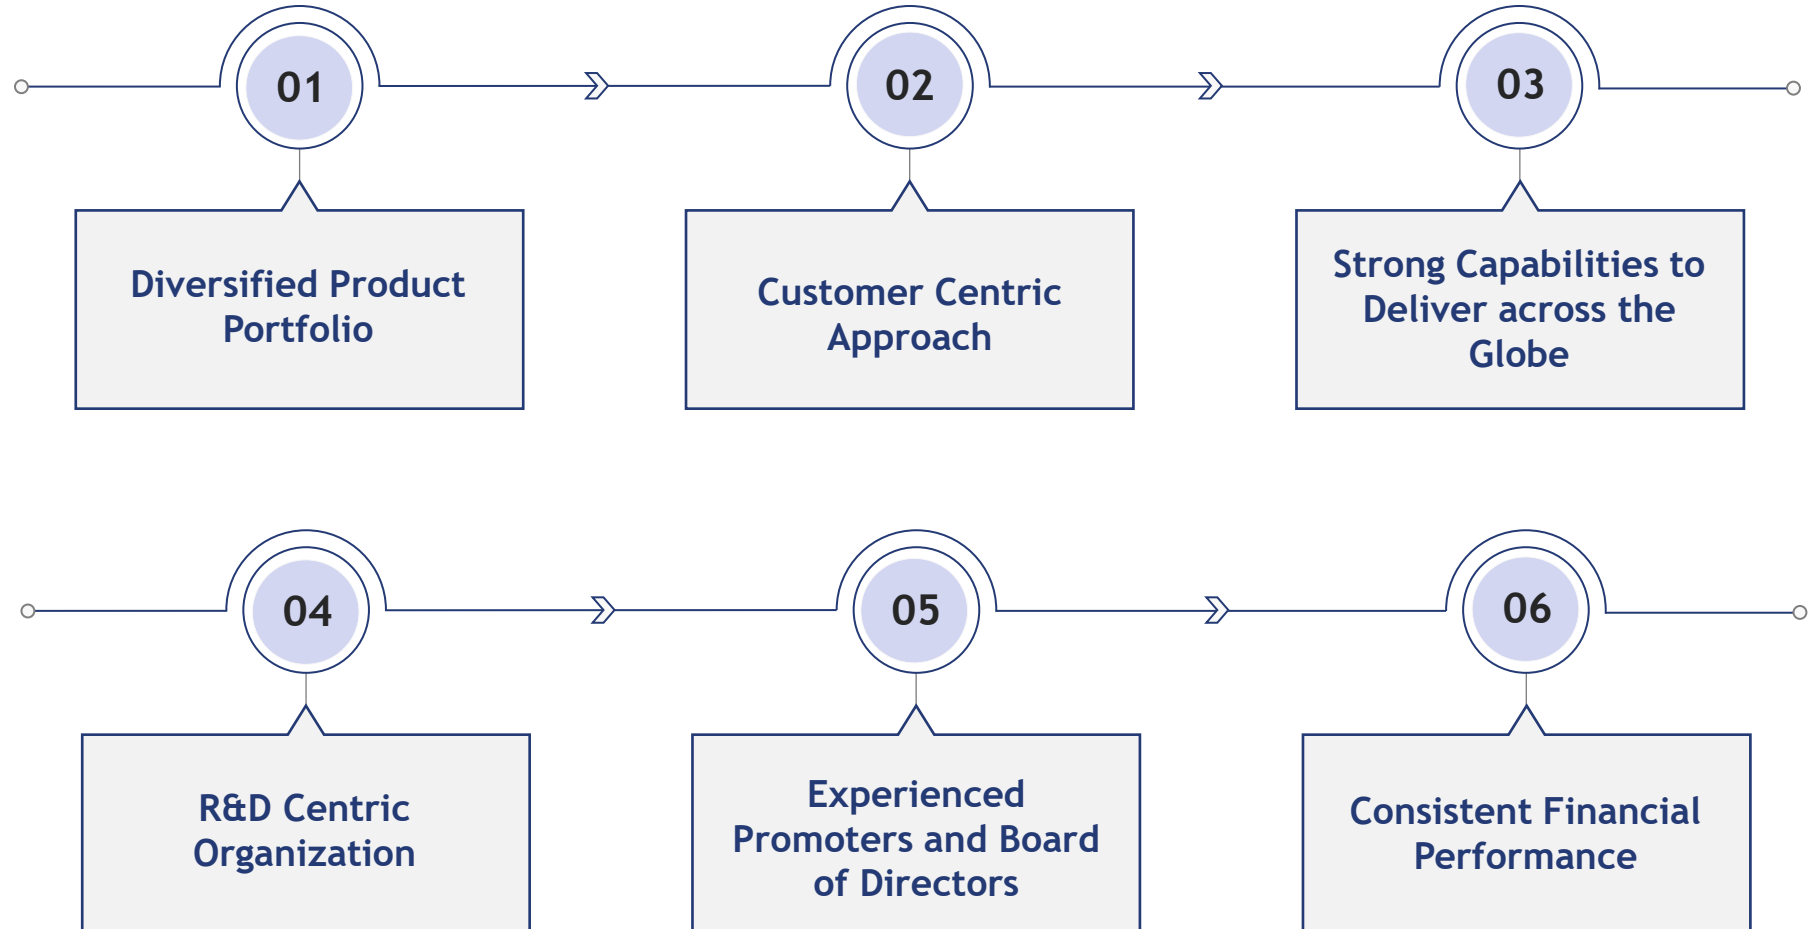 01
02
03
Diversified Product
Portfolio
Customer Centric
Approach
Strong Capabilities to
Deliver across the
Globe
04
05
06
R&D Centric
Organization
Experienced
Promoters and Board
of Directors
Consistent Financial
Performance